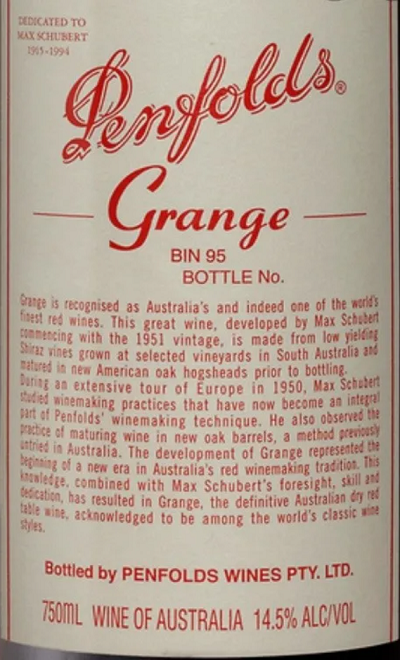 DEDICATED TO
MAX SCHUBERT
1915-1994
Penfolds®
Grange
BIN 95
BOTTLE No.
Grange is recognised as Australia's and indeed one of the world's
finest red wines. This great wine, developed by Max Schubert
commencing with the 1951 vintage, is made from low yielding
Shiraz vines grown at selected vineyards in South Australia and
matured in new American oak hogsheads prior to bottling.
During an extensive tour of Europe in 1950, Max Schubert
studied winemaking practices that have now become an integral
part of Penfolds' winemaking technique. He also observed the
practice of maturing wine in new oak barrels, a method previously
untried in Australia. The development of Grange represented the
beginning of a new era in Australia's red winemaking tradition. This
knowledge, combined with Max Schubert's foresight, skill and
dedication, has resulted in Grange, the definitive Australian dry red
table wine, acknowledged to be among the world's classic wine
styles.
Bottled by PENFOLDS WINES PTY. LTD.
750ml WINE OF AUSTRALIA 14.5% ALC/VOL